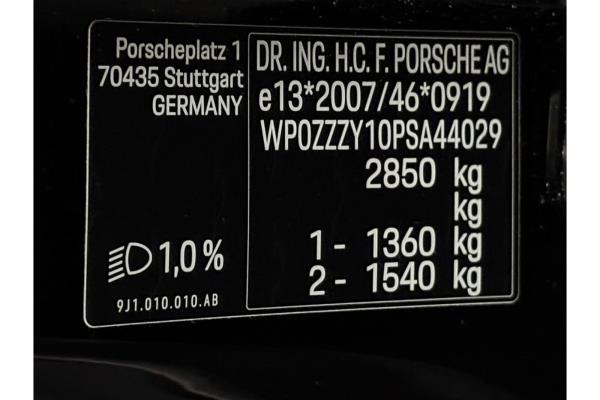 Porscheplatz 1
70435 Stuttgart
GERMANY
1,0 %
9J1.010.010.AB
DR. ING. H.C. F. PORSCHE AG
e13*2007/46*0919
WP0ZZZY10PSA44029
2850 kg
kg
1 - 1360 kg
2 - 1540 kg